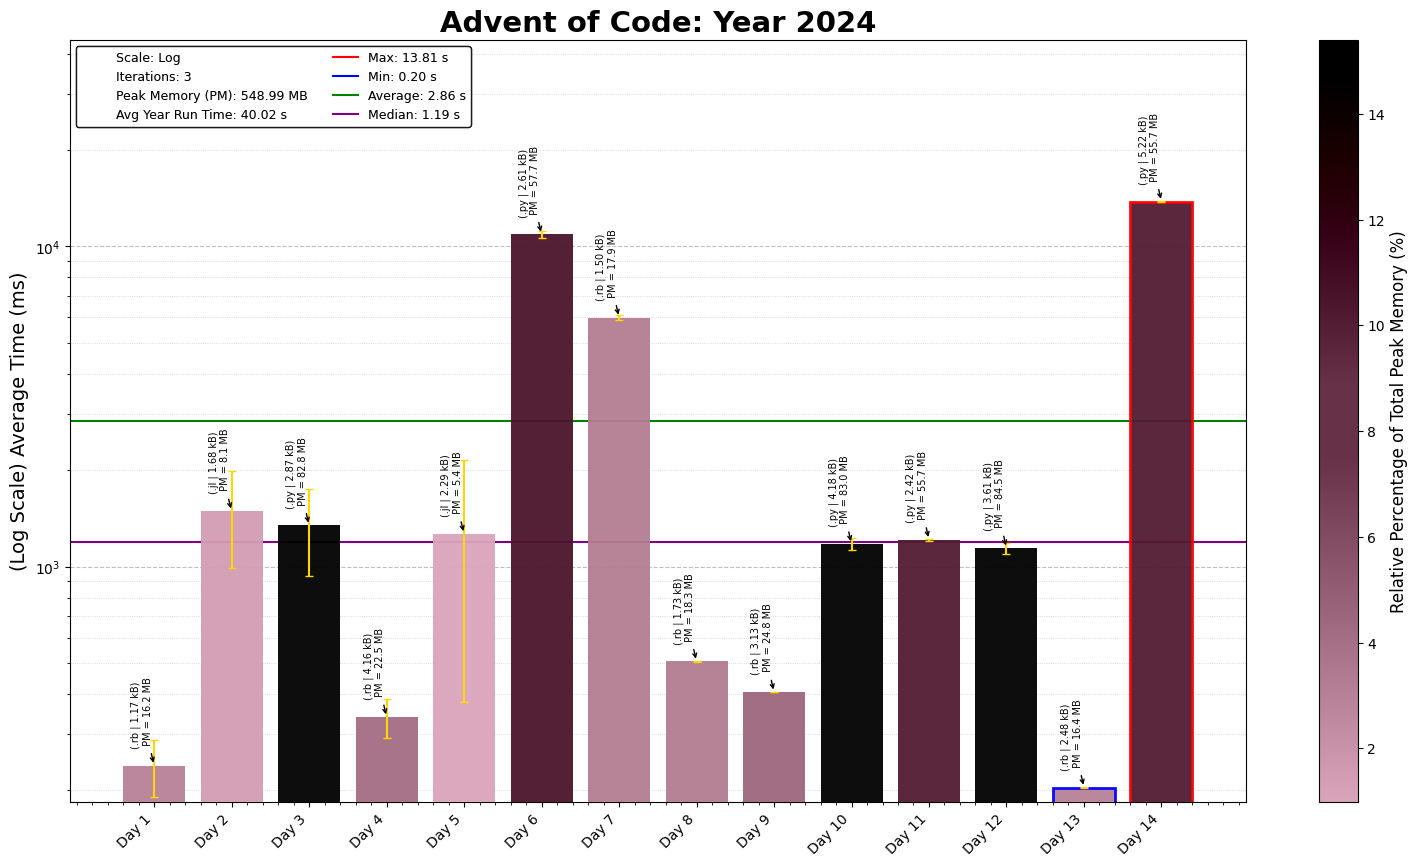 Advent of Code: Year 2024
Scale: Log
Iterations: 3
Peak Memory (PM): 548.99 MB
Avg Year Run Time: 40.02 s
Max: 13.81 s
Min: 0.20 s
Average: 2.86 s
Median: 1.19 s
(Log Scale) Average Time (ms)
10⁴
10³
(.rb | 1.17 kB)
PM = 16.2 MB
(.jl | 1.68 kB)
PM = 8.1 MB
(.py | 2.87 kB)
PM = 82.8 MB
(.rb | 4.16 kB)
PM = 22.5 MB
(.jl | 2.29 kB)
PM = 5.4 MB
(.py | 2.61 kB)
PM = 57.7 MB
(.rb | 1.50 kB)
PM = 17.9 MB
(.rb | 1.73 kB)
PM = 18.3 MB
(.rb | 3.13 kB)
PM = 24.8 MB
(.py | 4.18 kB)
PM = 83.0 MB
(.py | 2.42 kB)
PM = 55.7 MB
(.py | 3.61 kB)
PM = 84.5 MB
(.rb | 2.48 kB)
PM = 16.4 MB
(.py | 5.22 kB)
PM = 55.7 MB
Day 1
Day 2
Day 3
Day 4
Day 5
Day 6
Day 7
Day 8
Day 9
Day 10
Day 11
Day 12
Day 13
Day 14
14
12
10
8
6
4
2
Relative Percentage of Total Peak Memory (%)